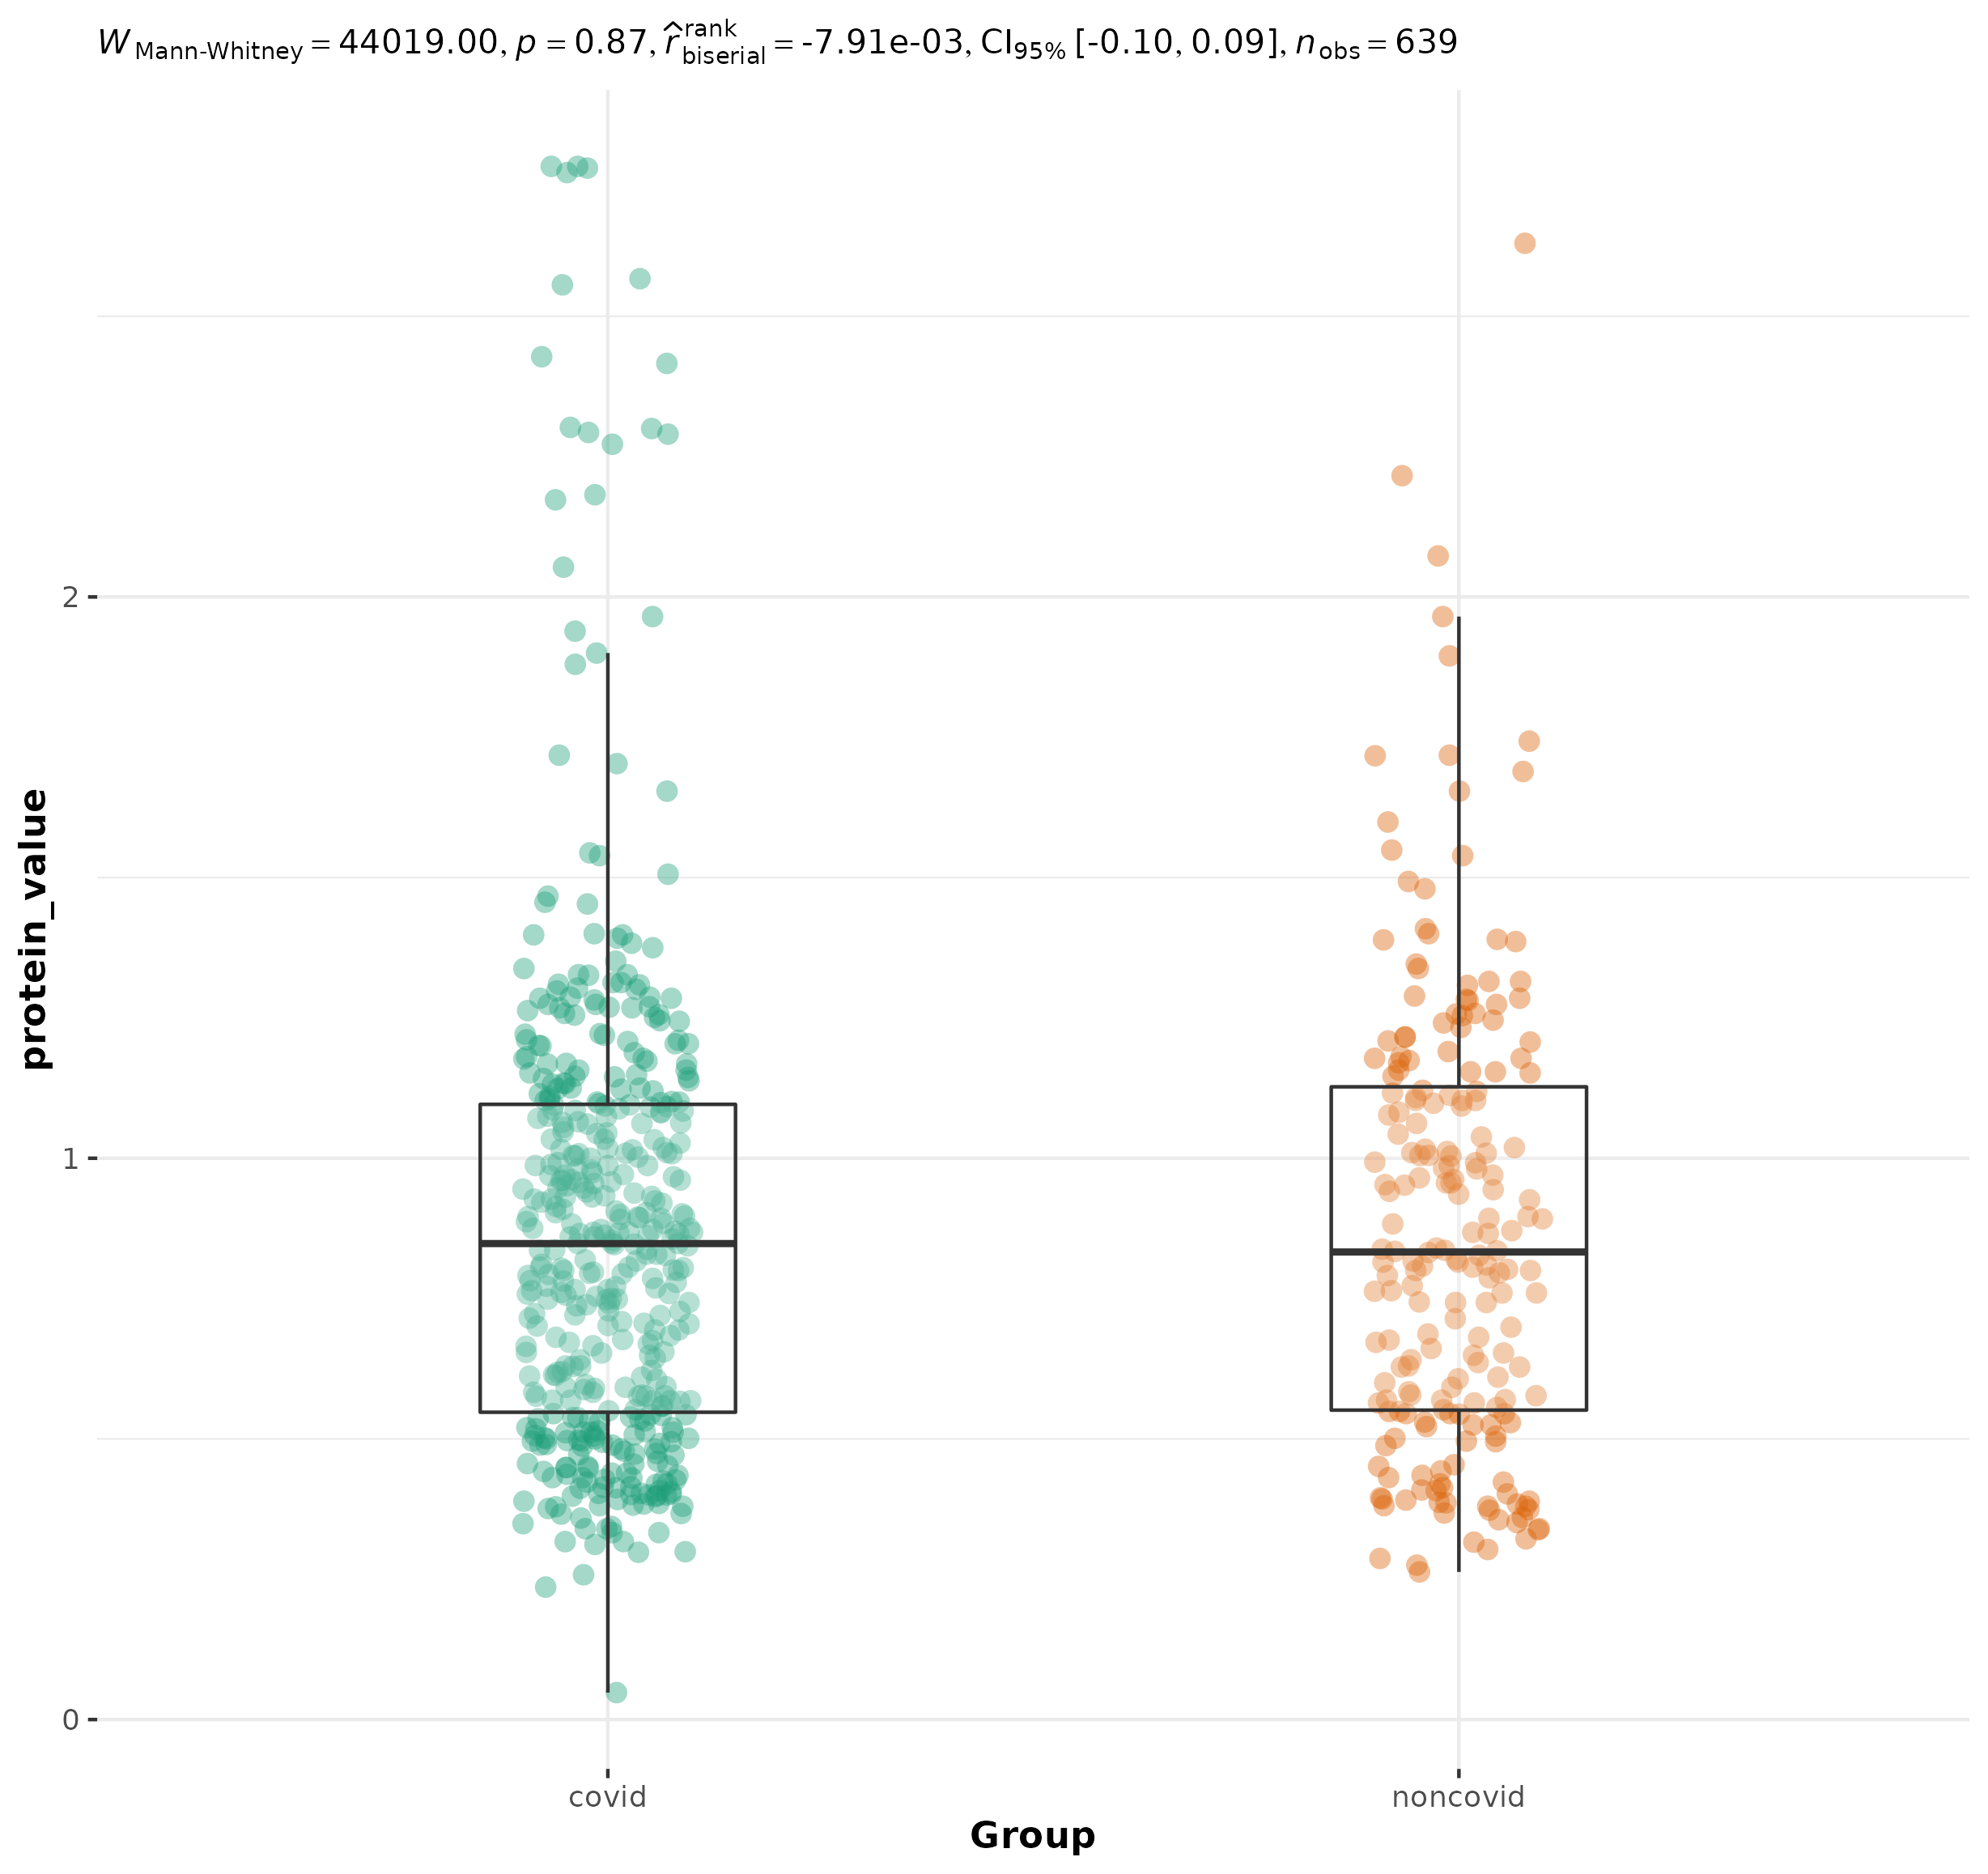 W Mann-Whitney = 44019.00, p = 0.87, r̂ rank biserial = -7.91e-03, CI95% [-0.10, 0.09], n obs = 639
protein_value
2
1
0
covid noncovid
Group